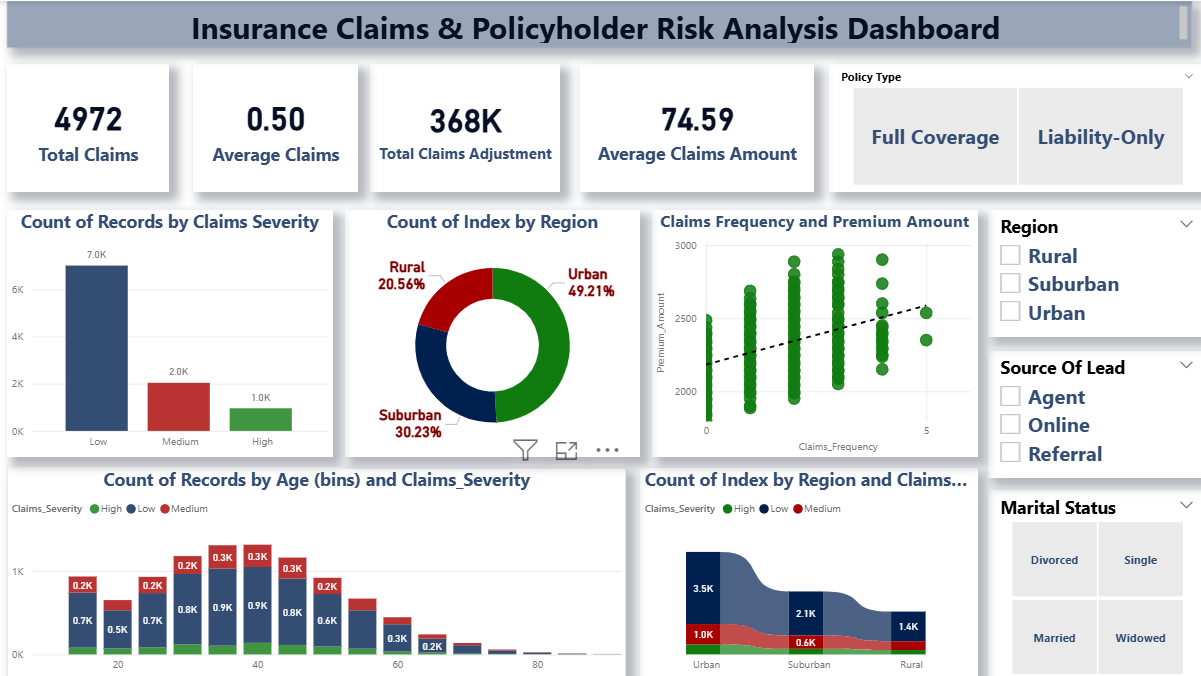 Insurance Claims & Policyholder Risk Analysis Dashboard
4972
Total Claims
0.50
Average Claims
368K
Total Claims Adjustment
74.59
Average Claims Amount
Policy Type
Full Coverage
Liability-Only
Count of Records by Claims Severity
7.0K
6K
4K
2.0K
2K
1.0K
0K
Low
Medium
High
Count of Index by Region
Rural
20.56%
Urban
49.21%
Suburban
30.23%
Claims Frequency and Premium Amount
Premium_Amount
3000
2500
2000
0
5
Claims_Frequency
Region
Rural
Suburban
Urban
Source Of Lead
Agent
Online
Referral
Count of Records by Age (bins) and Claims_Severity
Claims_Severity High Low Medium
1K
0K
0.2K
0.7K
0.5K
0.2K
0.7K
0.2K
0.8K
0.3K
0.9K
0.3K
0.9K
0.3K
0.8K
0.2K
0.6K
0.3K
0.2K
20
40
60
80
Count of Index by Region and Claims...
Claims_Severity High Low Medium
3.5K
1.0K
2.1K
0.6K
1.4K
Urban
Suburban
Rural
Marital Status
Divorced
Single
Married
Widowed